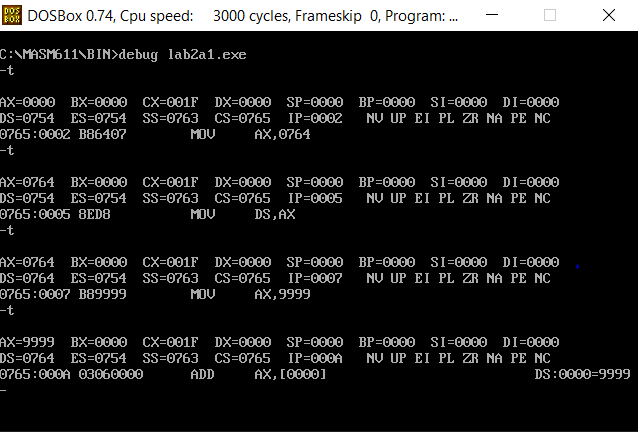 DOS BOX DOSBox 0.74, Cpu speed: 3000 cycles, Frameskip 0, Program: ...
C:\MASM611\BIN>debug lab2a1.exe
-t
AX=0000 BX=0000 CX=001F DX=0000 SP=0000 BP=0000 SI=0000 DI=0000
DS=0754 ES=0754 SS=0763 CS=0765 IP=0002 NV UP EI PL ZR NA PE NC
0765:0002 B86407 MOV AX,0764
-t
AX=0764 BX=0000 CX=001F DX=0000 SP=0000 BP=0000 SI=0000 DI=0000
DS=0754 ES=0754 SS=0763 CS=0765 IP=0005 NV UP EI PL ZR NA PE NC
0765:0005 8ED8 MOV DS,AX
-t
AX=0764 BX=0000 CX=001F DX=0000 SP=0000 BP=0000 SI=0000 DI=0000
DS=0764 ES=0754 SS=0763 CS=0765 IP=0007 NV UP EI PL ZR NA PE NC
0765:0007 B89999 MOV AX,9999
-t
AX=9999 BX=0000 CX=001F DX=0000 SP=0000 BP=0000 SI=0000 DI=0000
DS=0764 ES=0754 SS=0763 CS=0765 IP=000A NV UP EI PL ZR NA PE NC
0765:000A 03060000 ADD AX,[0000] DS:0000=9999
-